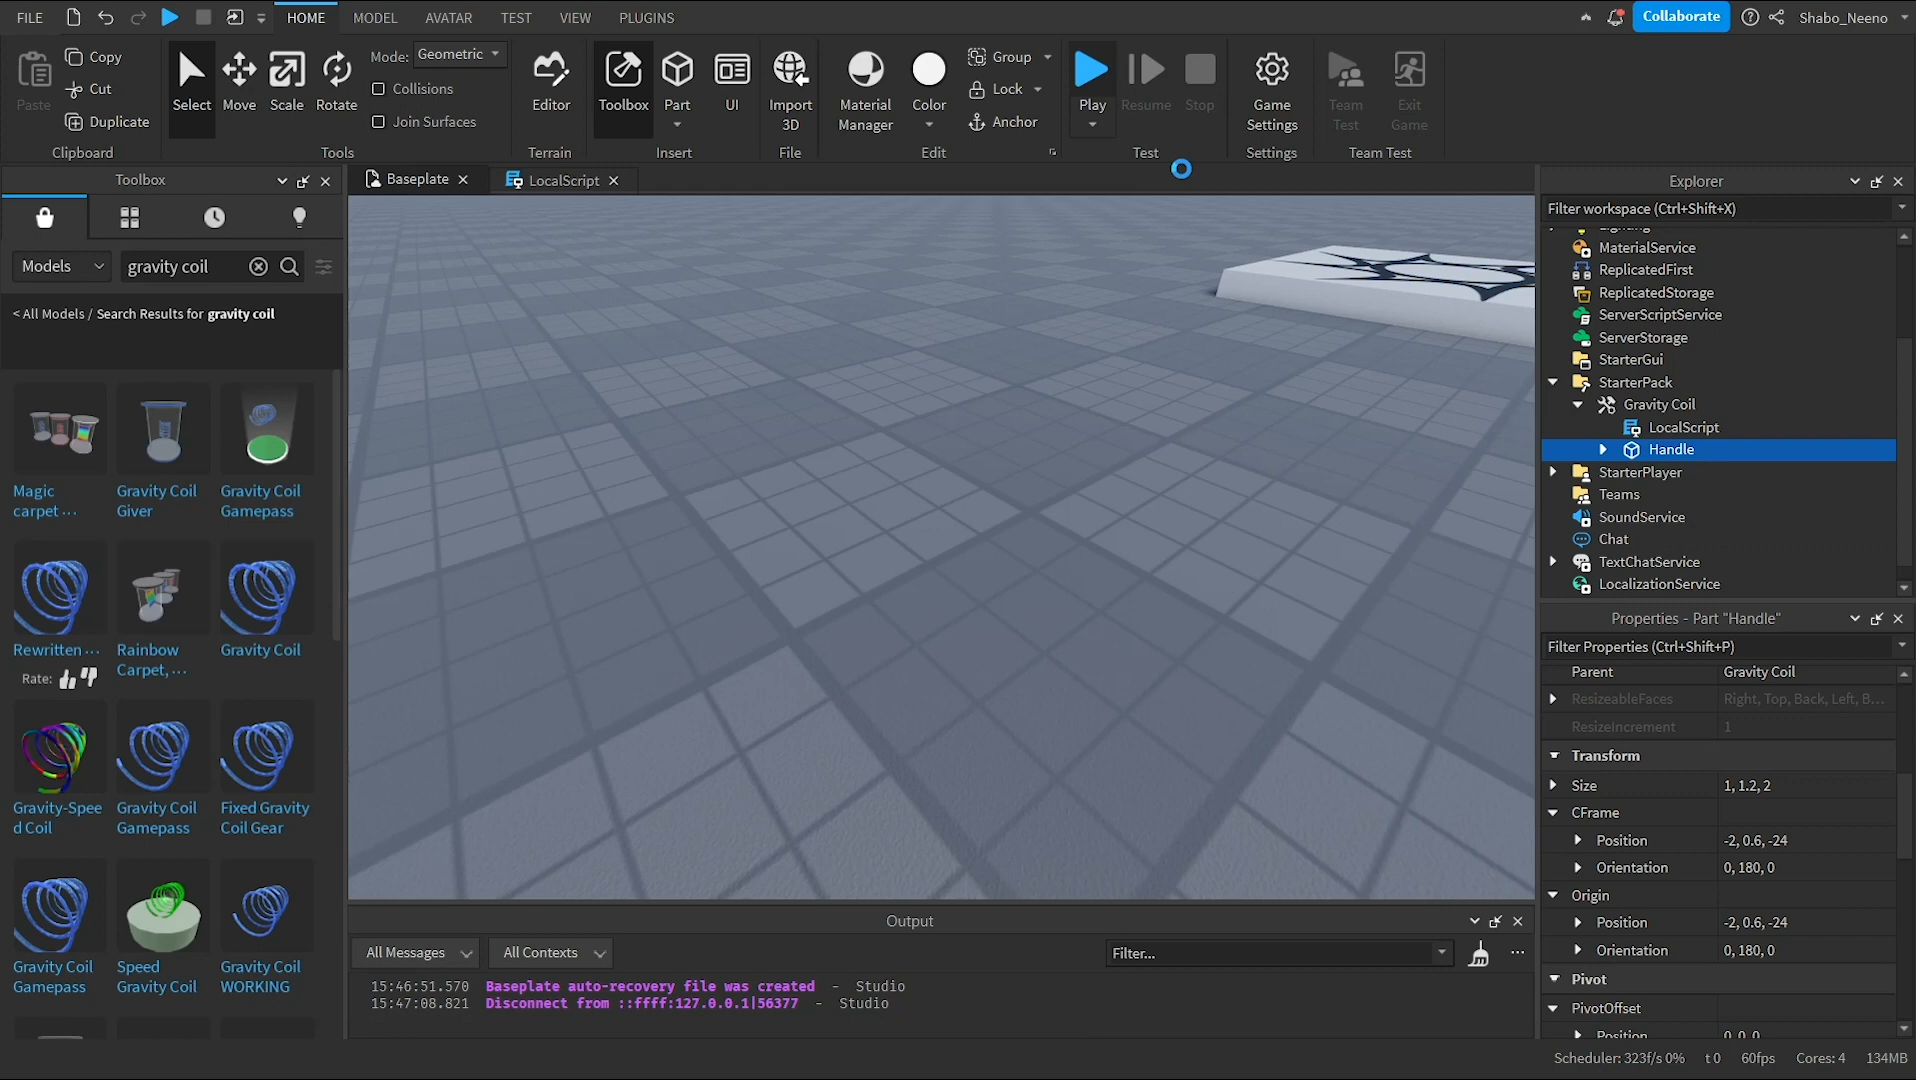 FILE HOME MODEL AVATAR TEST VIEW PLUGINS Collaborate Shabo_Neeno
Paste Copy Cut Duplicate
Clipboard
Select Move Scale Rotate
Mode: Geometric
Collisions
Join Surfaces
Tools
Editor
Terrain
Toolbox Part UI
Insert
Import 3D
File
Material Manager
Color
Group
Lock
Anchor
Edit
Play Resume Stop
Test
Game Settings
Settings
Team Test
Exit Game
Team Test
Toolbox
Models gravity coil
< All Models / Search Results for gravity coil
Magic carpet ...
Gravity Coil Giver
Gravity Coil Gamepass
Rewritten ...
Rate:
Rainbow Carpet, ...
Gravity Coil
Gravity-Spee d Coil
Gravity Coil Gamepass
Fixed Gravity Coil Gear
Gravity Coil Gamepass
Speed Gravity Coil
Gravity Coil WORKING
Baseplate LocalScript
Output
All Messages All Contexts Filter...
15:46:51.570 Baseplate auto-recovery file was created - Studio
15:47:08.821 Disconnect from ::ffff:127.0.0.1|56377 - Studio
Explorer
Filter workspace (Ctrl+Shift+X)
Lighting
MaterialService
ReplicatedFirst
ReplicatedStorage
ServerScriptService
ServerStorage
StarterGui
StarterPack
Gravity Coil
LocalScript
Handle
StarterPlayer
Teams
SoundService
Chat
TextChatService
LocalizationService
Properties - Part "Handle"
Filter Properties (Ctrl+Shift+P)
Parent Gravity Coil
ResizeableFaces Right, Top, Back, Left, B...
ResizeIncrement 1
Transform
Size 1, 1.2, 2
CFrame
Position -2, 0.6, -24
Orientation 0, 180, 0
Origin
Position -2, 0.6, -24
Orientation 0, 180, 0
Pivot
PivotOffset
Position 0, 0, 0
Scheduler: 323f/s 0% t 0 60fps Cores: 4 134MB